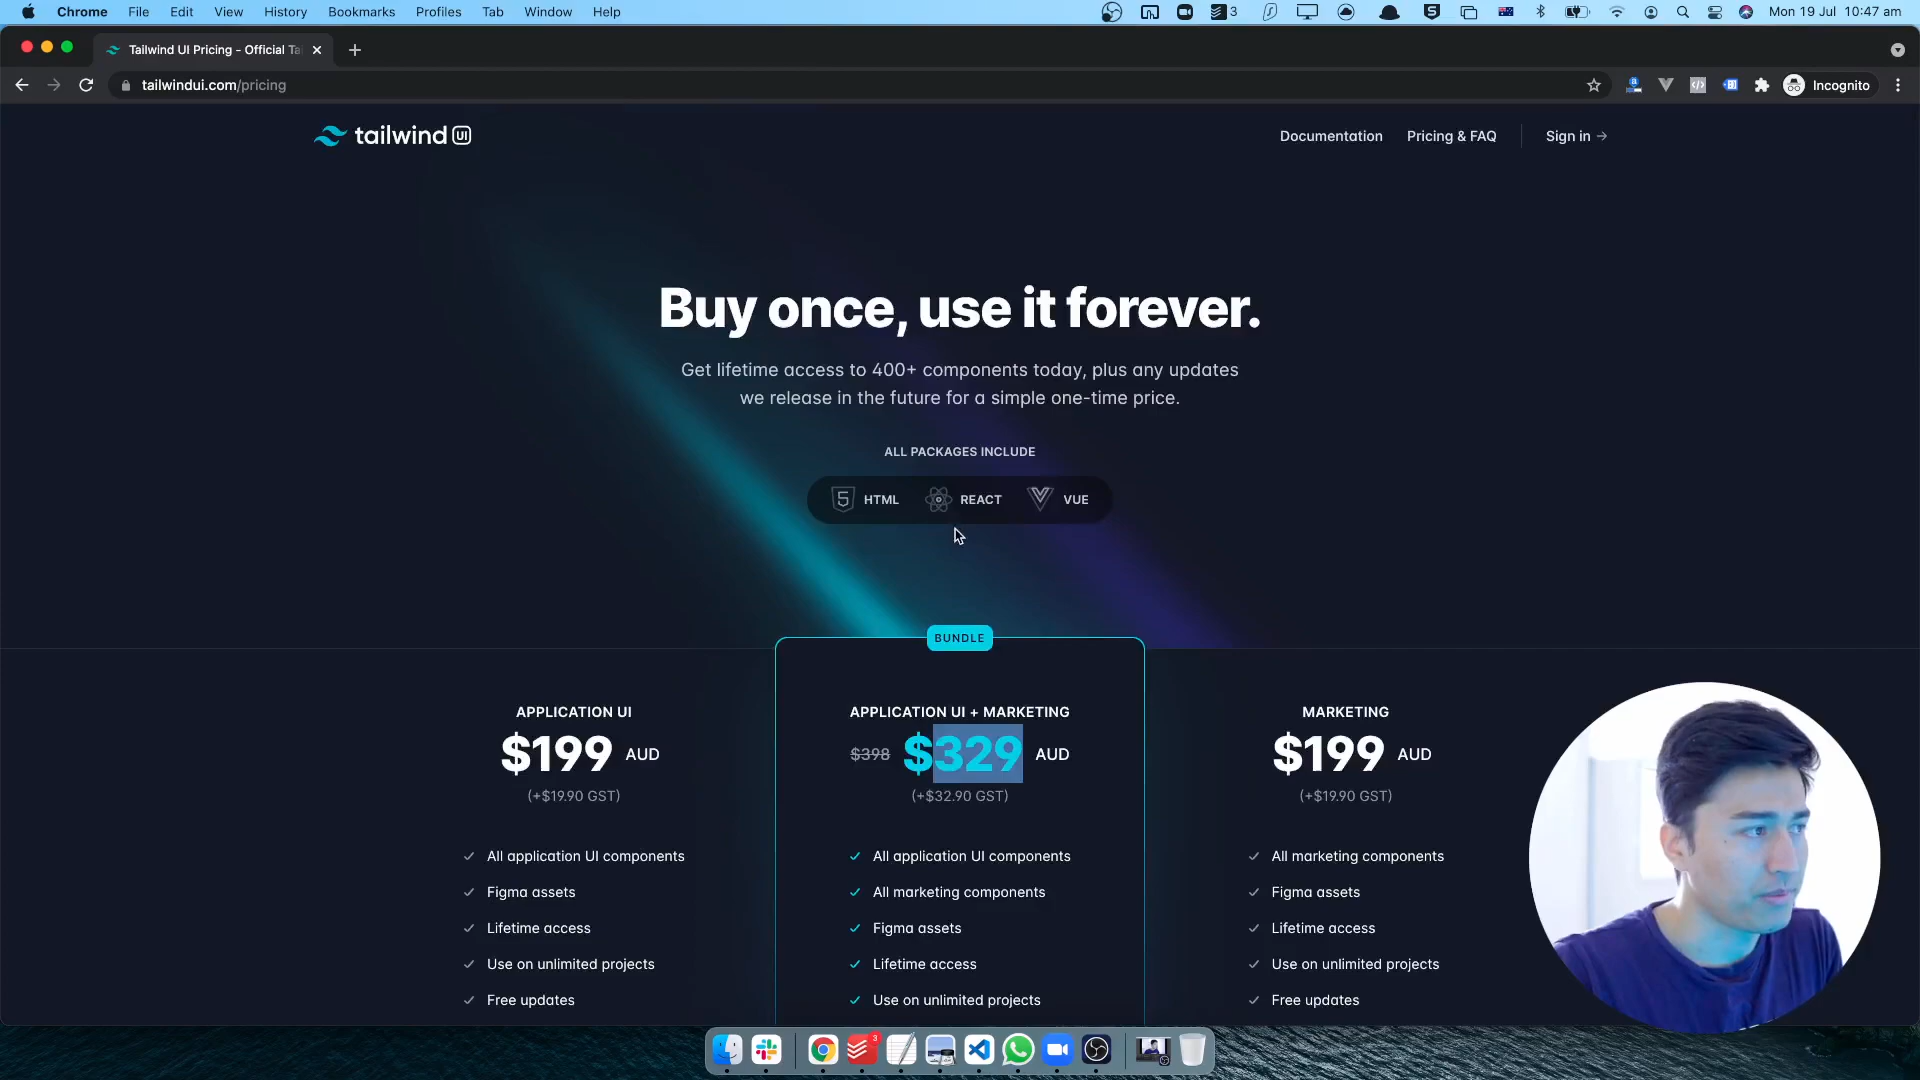 Chrome File Edit View History Bookmarks Profiles Tab Window Help 3 Mon 19 Jul 10:47 am
Tailwind UI Pricing - Official Ta
tailwindui.com/pricing Incognito
tailwind UI Documentation Pricing & FAQ Sign in →
Buy once, use it forever.
Get lifetime access to 400+ components today, plus any updates
we release in the future for a simple one-time price.
ALL PACKAGES INCLUDE
5 HTML REACT VUE
BUNDLE
APPLICATION UI
$199 AUD
(+$19.90 GST)
All application UI components
Figma assets
Lifetime access
Use on unlimited projects
Free updates
APPLICATION UI + MARKETING
$398 $329 AUD
(+$32.90 GST)
All application UI components
All marketing components
Figma assets
Lifetime access
Use on unlimited projects
MARKETING
$199 AUD
(+$19.90 GST)
All marketing components
Figma assets
Lifetime access
Use on unlimited projects
Free updates
3